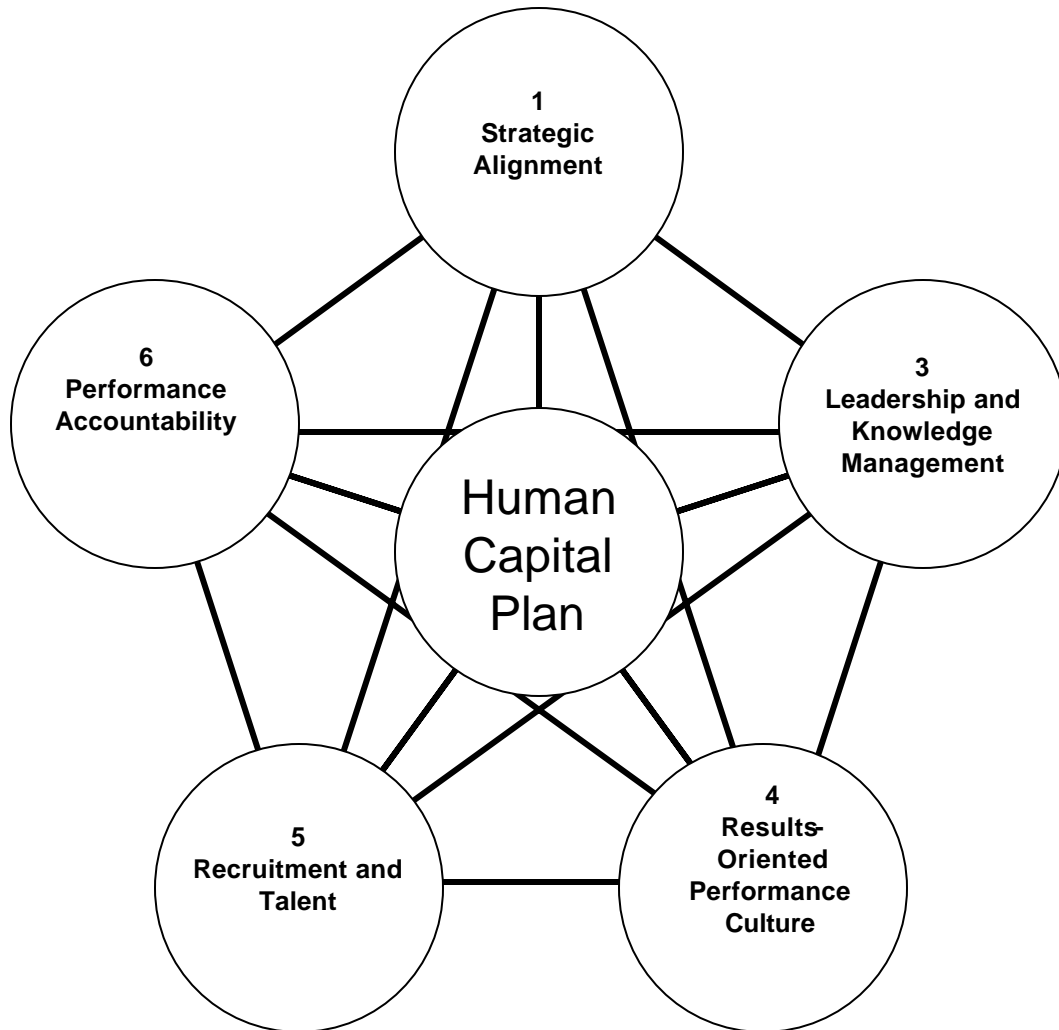 1
Strategic
Alignment
6
Performance
Accountability
3
Leadership and
Knowledge
Management
Human
Capital
Plan
5
Recruitment and
Talent
4
Results-
Oriented
Performance
Culture